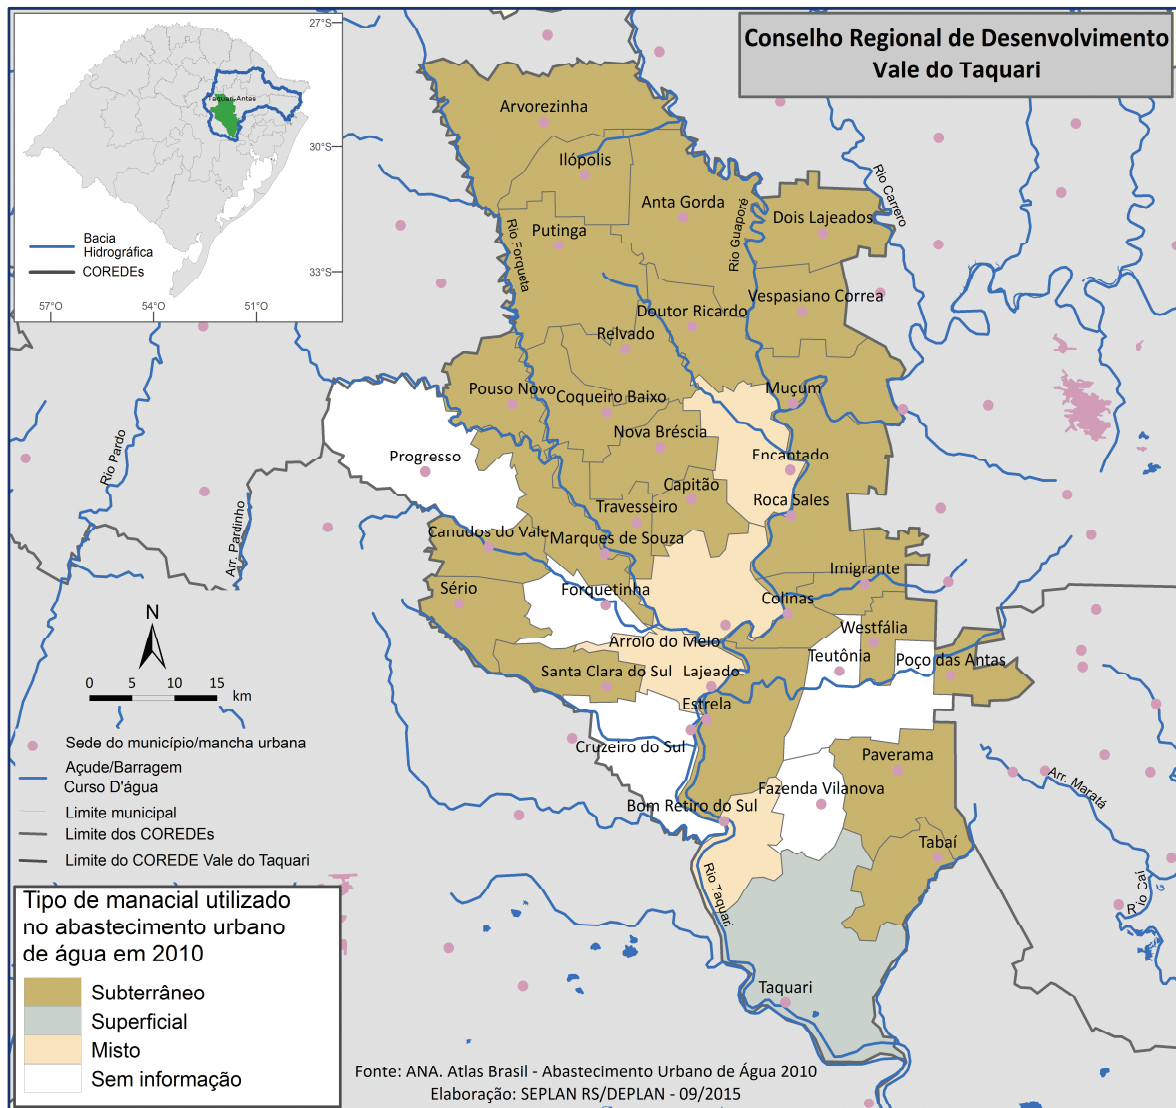 Conselho Regional de Desenvolvimento
Vale do Taquari
27°S
30°S
33°S
57°O
54°O
51°O
Taquari-Antas
Bacia
Hidrográfica
COREDEs
Arvorezinha
Ilópolis
Anta Gorda
Dois Lajeados
Putinga
Rio Forqueta
Rio Guaporé
Rio Carrero
Vespasiano Correa
Doutor Ricardo
Relvado
Pouso Novo
Coqueiro Baixo
Muçum
Nova Bréscia
Encantado
Progresso
Capitão
Roca Sales
Travesseiro
Canudos do Vale
Marques de Souza
Rio Pardo
Arr. Pardinho
Imigrante
Sério
Forquetinha
Colinas
Westfália
Arroio do Meio
Teutônia
Poço das Antas
Santa Clara do Sul
Lajeado
Estrela
Cruzeiro do Sul
Paverama
Fazenda Vilanova
Bom Retiro do Sul
Tabaí
Arr. Maratá
Rio Caí
Rio Taquari
Taquari
N
0 5 10 15 km
Sede do município/mancha urbana
Açude/Barragem
Curso D'água
Limite municipal
Limite dos COREDEs
Limite do COREDE Vale do Taquari
Tipo de manacial utilizado
no abastecimento urbano
de água em 2010
Subterrâneo
Superficial
Misto
Sem informação
Fonte: ANA. Atlas Brasil - Abastecimento Urbano de Água 2010
Elaboração: SEPLAN RS/DEPLAN - 09/2015